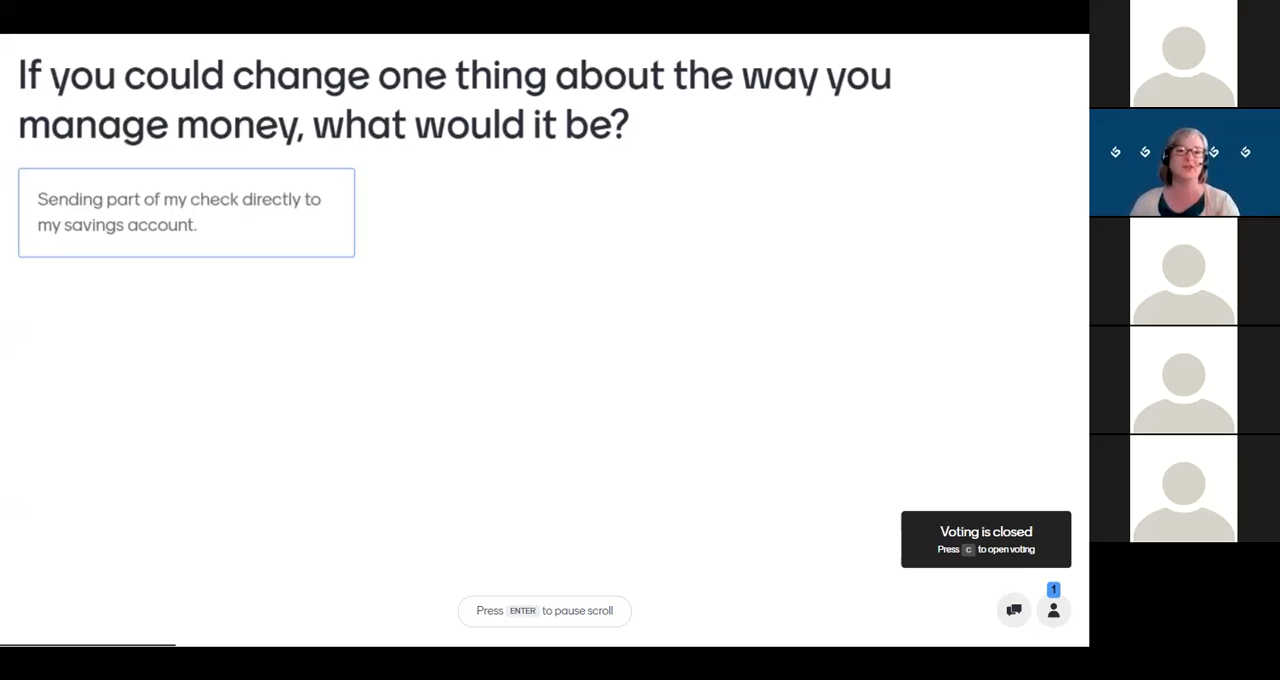 If you could change one thing about the way you
manage money, what would it be?
Sending part of my check directly to
my savings account.
Voting is closed
Press C to open voting
1
Press ENTER to pause scroll